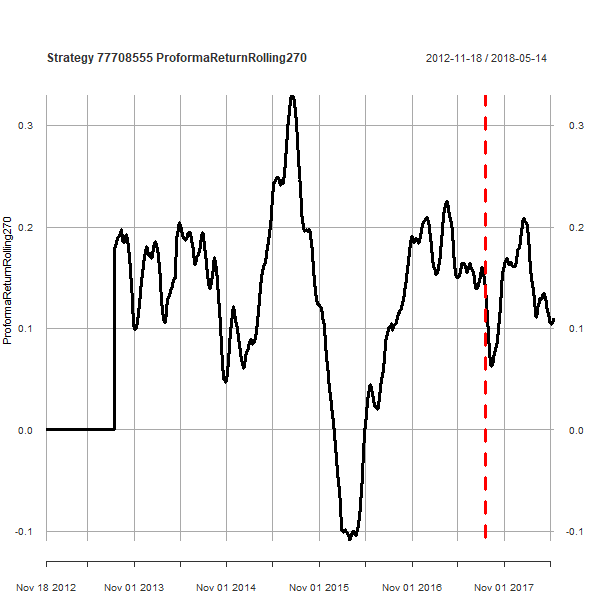 Strategy 77708555 ProformaReturnRolling270
2012-11-18 / 2018-05-14
ProformaReturnRolling270
0.3 0.3
0.2 0.2
0.1 0.1
0.0 0.0
-0.1 -0.1
Nov 18 2012 Nov 01 2013 Nov 01 2014 Nov 01 2015 Nov 01 2016 Nov 01 2017